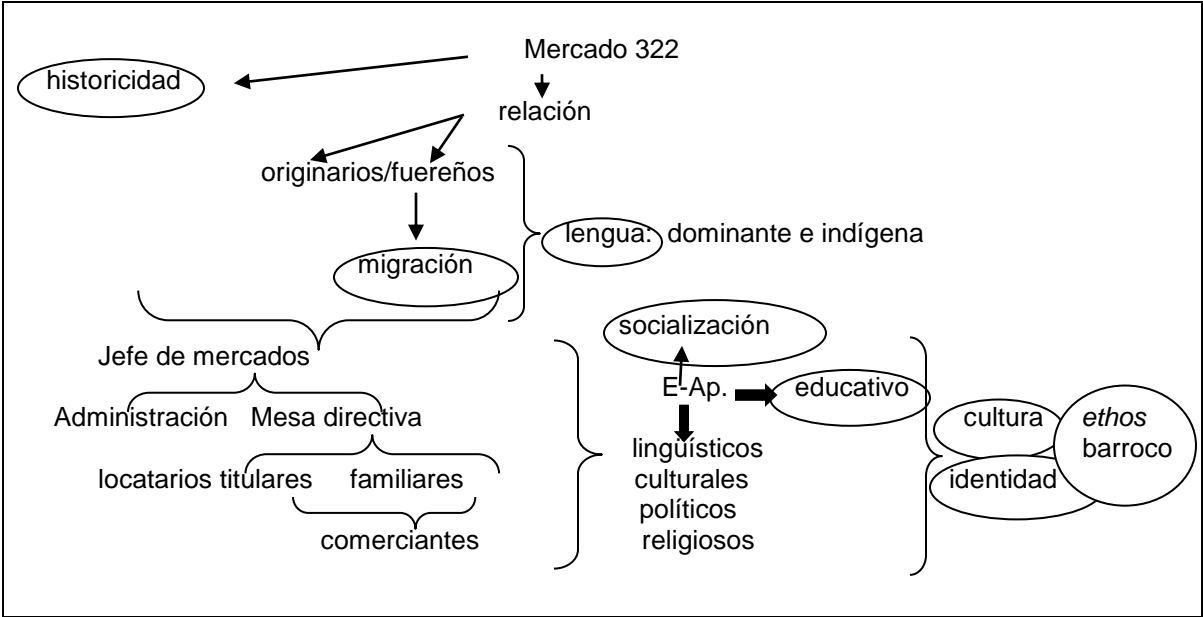 Mercado 322
historicidad
relación
originarios/fuereños
lengua: dominante e indígena
migración
socialización
Jefe de mercados
E-Ap.
educativo
Administración
Mesa directiva
cultura
ethos
barroco
lingüísticos
locatarios titulares
familiares
culturales
identidad
políticos
comerciantes
religiosos